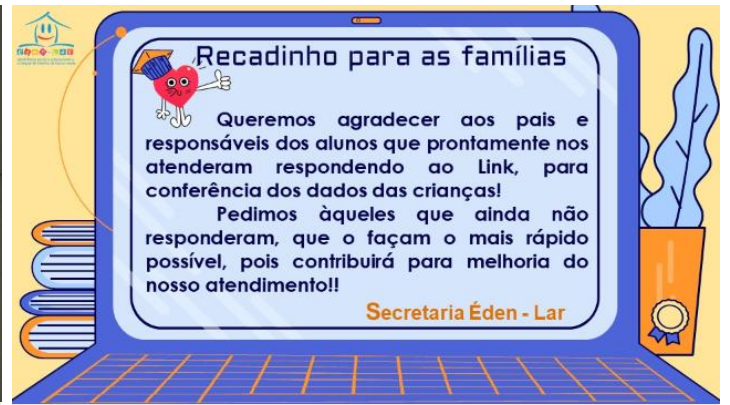 ÉDEN-LAR
Recadinho para as famílias
Queremos agradecer aos pais e
responsáveis dos alunos que prontamente nos
atenderam respondendo ao Link, para
conferência dos dados das crianças!
Pedimos àqueles que ainda não
responderam, que o façam o mais rápido
possível, pois contribuirá para melhoria do
nosso atendimento!!
Secretaria Éden - Lar